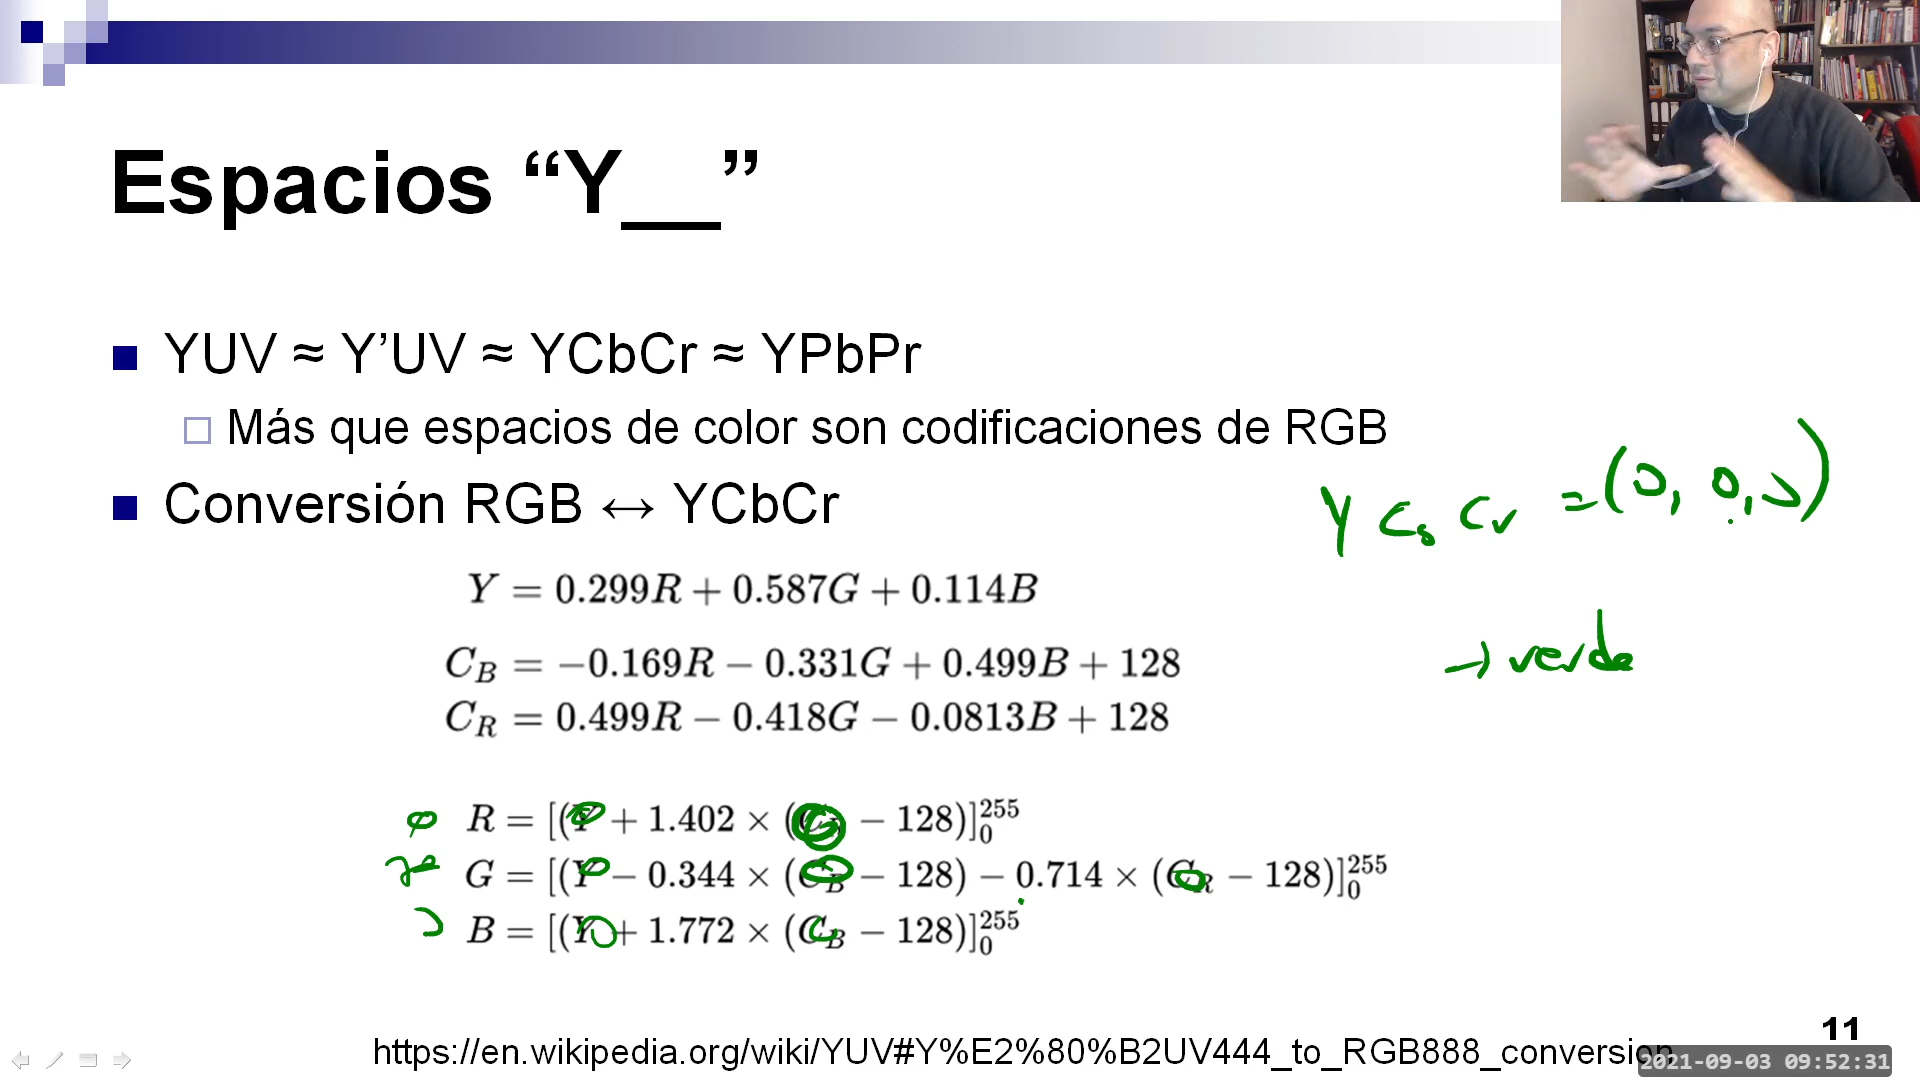 Espacios “Y__”
YUV ≈ Y’UV ≈ YCbCr ≈ YPbPr
Más que espacios de color son codificaciones de RGB
Conversión RGB ↔ YCbCr
Y Cb Cr = (0, 0, 0)
Y = 0.299R + 0.587G + 0.114B
→ verde
C_B = −0.169R − 0.331G + 0.499B + 128
C_R = 0.499R − 0.418G − 0.0813B + 128
R = [(Y + 1.402 × (C_R − 128)]_0^255
G = [(Y − 0.344 × (C_B − 128) − 0.714 × (C_R − 128)]_0^255
B = [(Y + 1.772 × (C_B − 128)]_0^255
11
https://en.wikipedia.org/wiki/YUV#Y%E2%80%B2UV444_to_RGB888_conversion
2021-09-03 09:52:31